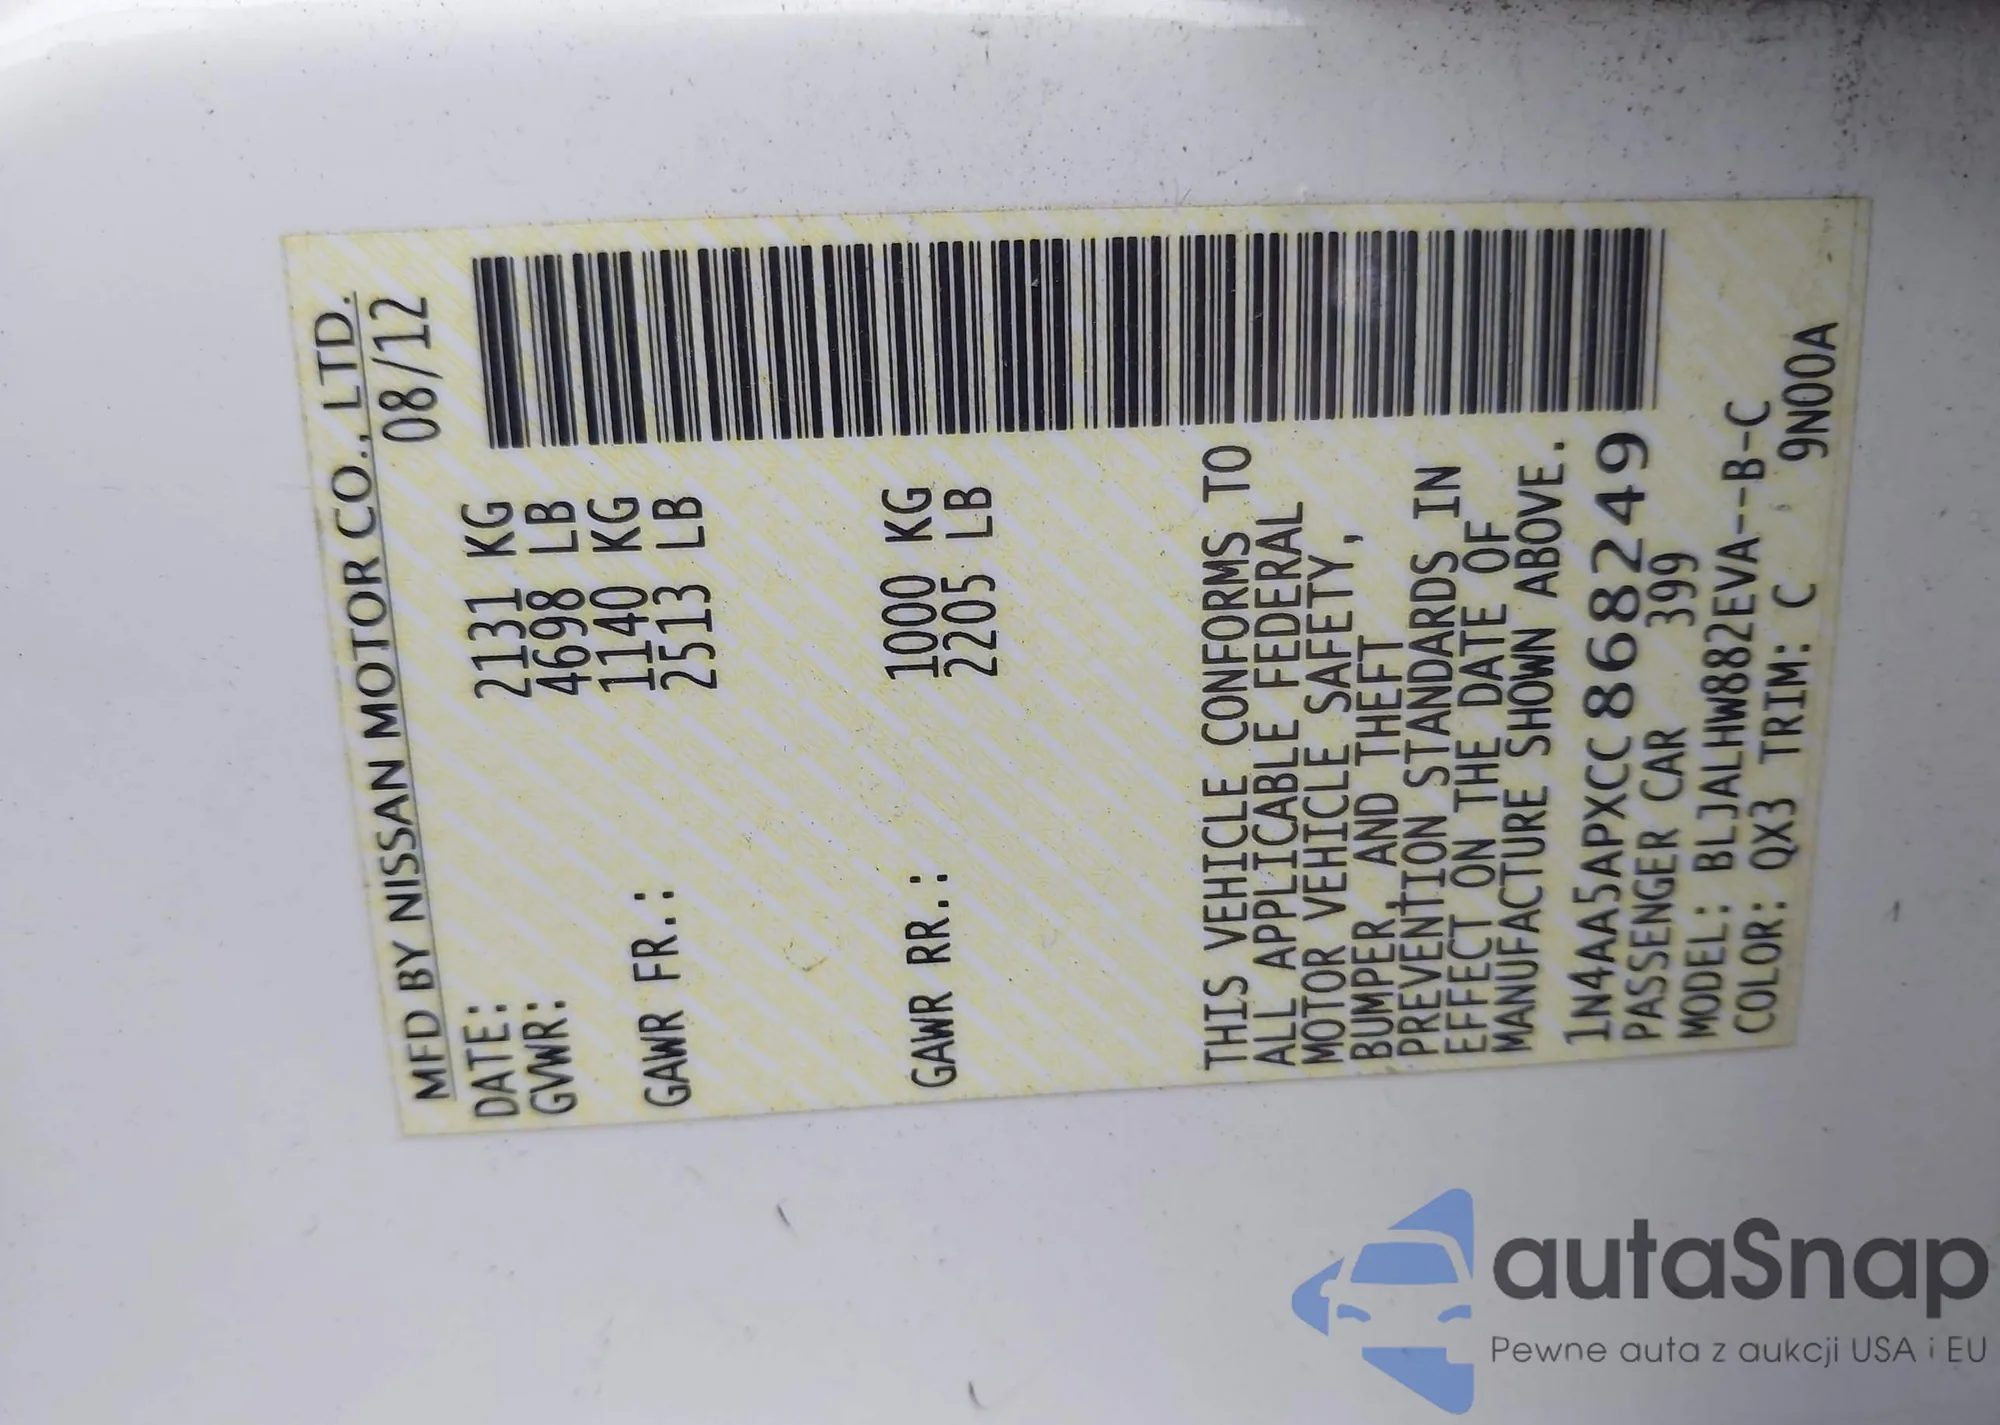 MFD BY NISSAN MOTOR CO., LTD.
DATE: 08/12
GVWR: 2131 KG
4698 LB
GAWR FR.: 1140 KG
2513 LB
GAWR RR.: 1000 KG
2205 LB
THIS VEHICLE CONFORMS TO
ALL APPLICABLE FEDERAL
MOTOR VEHICLE SAFETY,
BUMPER, AND THEFT
PREVENTION STANDARDS IN
EFFECT ON THE DATE OF
MANUFACTURE SHOWN ABOVE.
1N4AA5APXCC868249
PASSENGER CAR 399
MODEL: BLJALHW882EVA--B-C
COLOR: QX3 TRIM: C 9N00A
autaSnap
Pewne auta z aukcji USA i EU